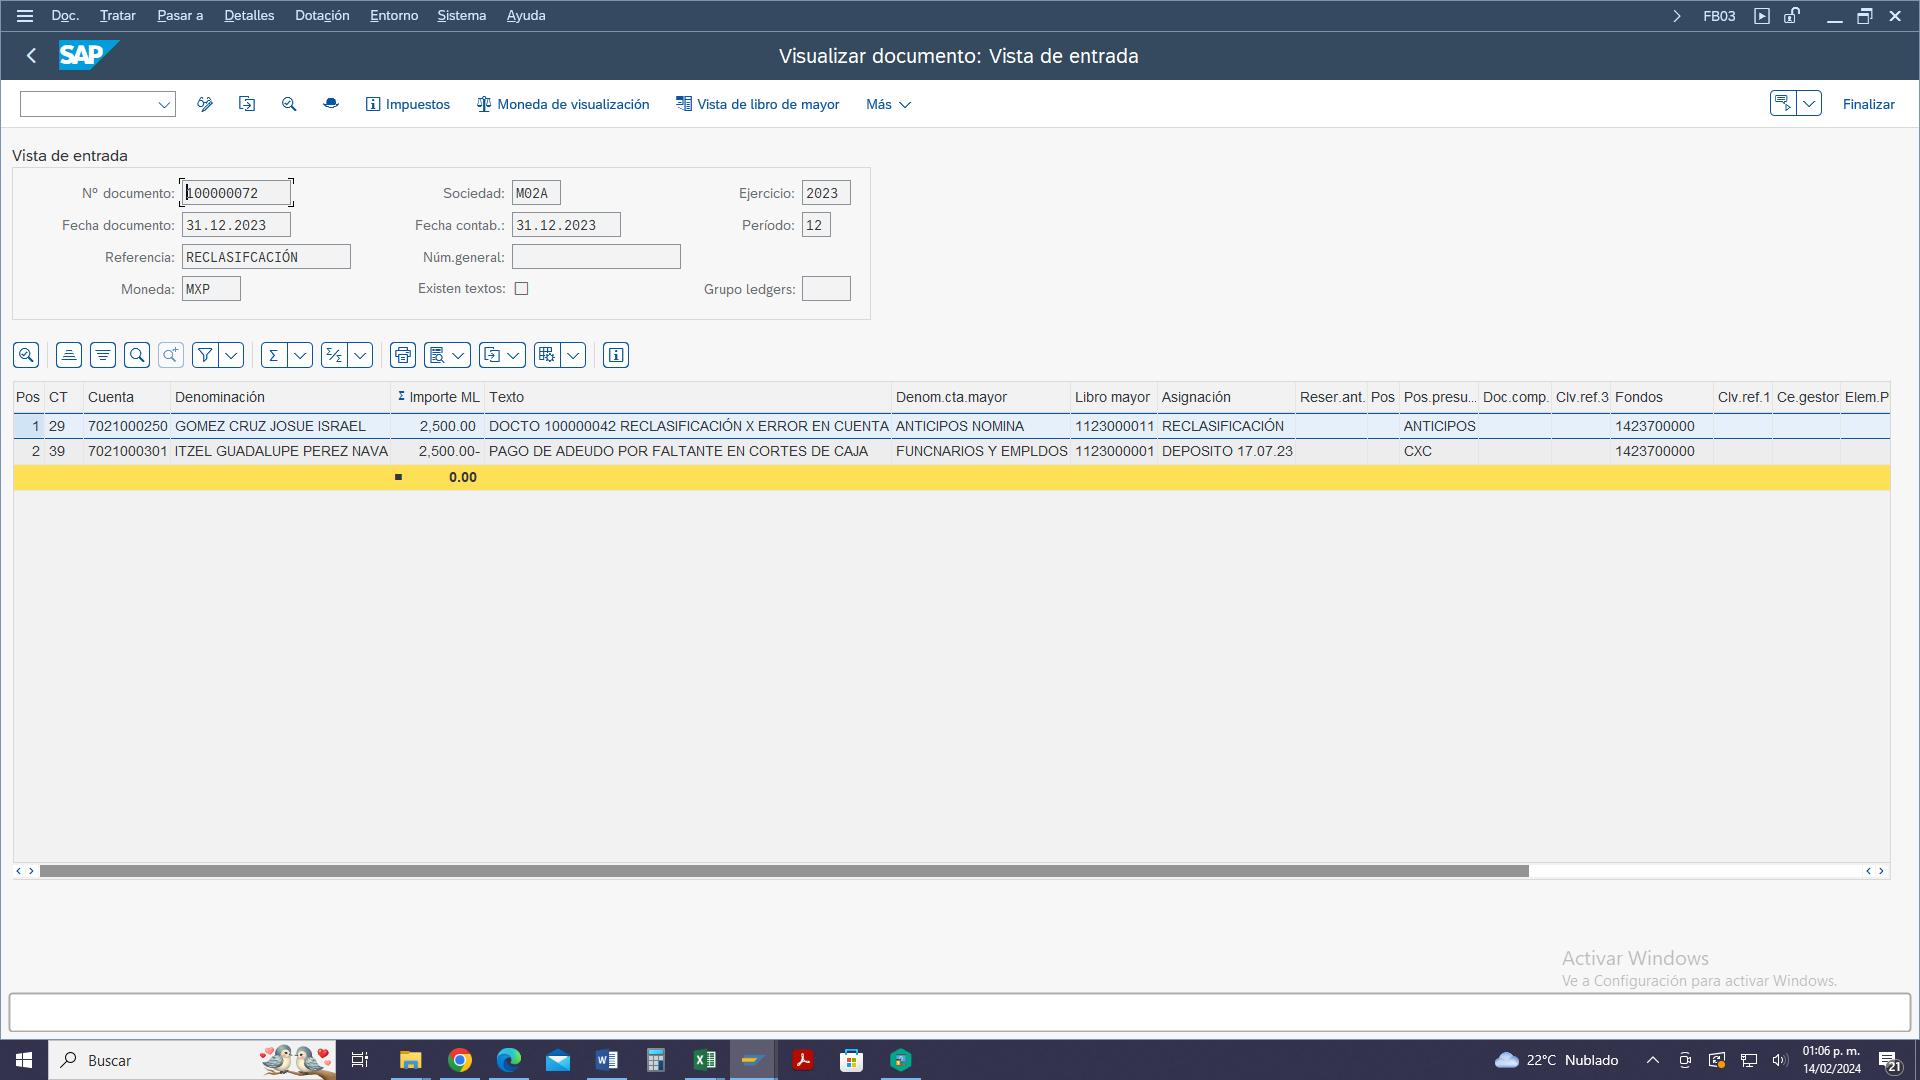 Doc. Tratar Pasar a Detalles Dotación Entorno Sistema Ayuda FB03
SAP Visualizar documento: Vista de entrada
Impuestos Moneda de visualización Vista de libro de mayor Más Finalizar
Vista de entrada
Nº documento: 100000072 Sociedad: M02A Ejercicio: 2023
Fecha documento: 31.12.2023 Fecha contab.: 31.12.2023 Período: 12
Referencia: RECLASIFCACIÓN Núm.general:
Moneda: MXP Existen textos: Grupo ledgers:
Pos CT Cuenta Denominación Σ Importe ML Texto Denom.cta.mayor Libro mayor Asignación Reser.ant. Pos Pos.presu... Doc.comp. Clv.ref.3 Fondos Clv.ref.1 Ce.gestor Elem.P
1 29 7021000250 GOMEZ CRUZ JOSUE ISRAEL 2,500.00 DOCTO 100000042 RECLASIFICACIÓN X ERROR EN CUENTA ANTICIPOS NOMINA 1123000011 RECLASIFICACIÓN ANTICIPOS 1423700000
2 39 7021000301 ITZEL GUADALUPE PEREZ NAVA 2,500.00- PAGO DE ADEUDO POR FALTANTE EN CORTES DE CAJA FUNCNARIOS Y EMPLDOS 1123000001 DEPOSITO 17.07.23 CXC 1423700000
0.00
Activar Windows
Ve a Configuración para activar Windows.
Buscar 22°C Nublado 01:06 p. m.
14/02/2024 21